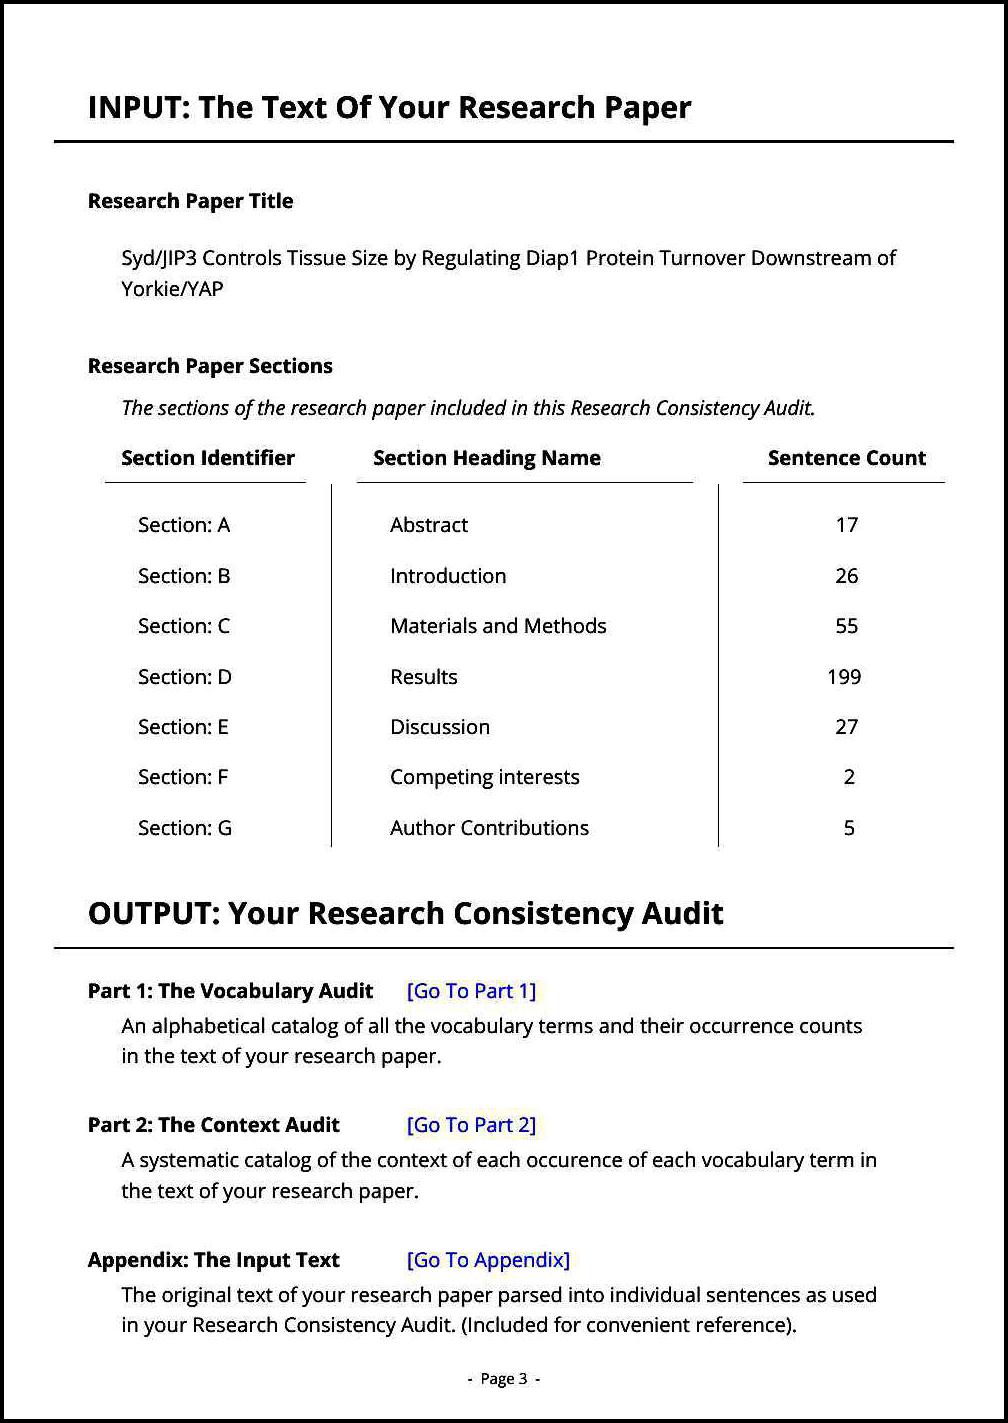 INPUT: The Text Of Your Research Paper
Research Paper Title
Syd/JIP3 Controls Tissue Size by Regulating Diap1 Protein Turnover Downstream of
Yorkie/YAP
Research Paper Sections
The sections of the research paper included in this Research Consistency Audit.
Section Identifier Section Heading Name Sentence Count
Section: A Abstract 17
Section: B Introduction 26
Section: C Materials and Methods 55
Section: D Results 199
Section: E Discussion 27
Section: F Competing interests 2
Section: G Author Contributions 5
OUTPUT: Your Research Consistency Audit
Part 1: The Vocabulary Audit [Go To Part 1]
An alphabetical catalog of all the vocabulary terms and their occurrence counts
in the text of your research paper.
Part 2: The Context Audit [Go To Part 2]
A systematic catalog of the context of each occurence of each vocabulary term in
the text of your research paper.
Appendix: The Input Text [Go To Appendix]
The original text of your research paper parsed into individual sentences as used
in your Research Consistency Audit. (Included for convenient reference).
- Page 3 -